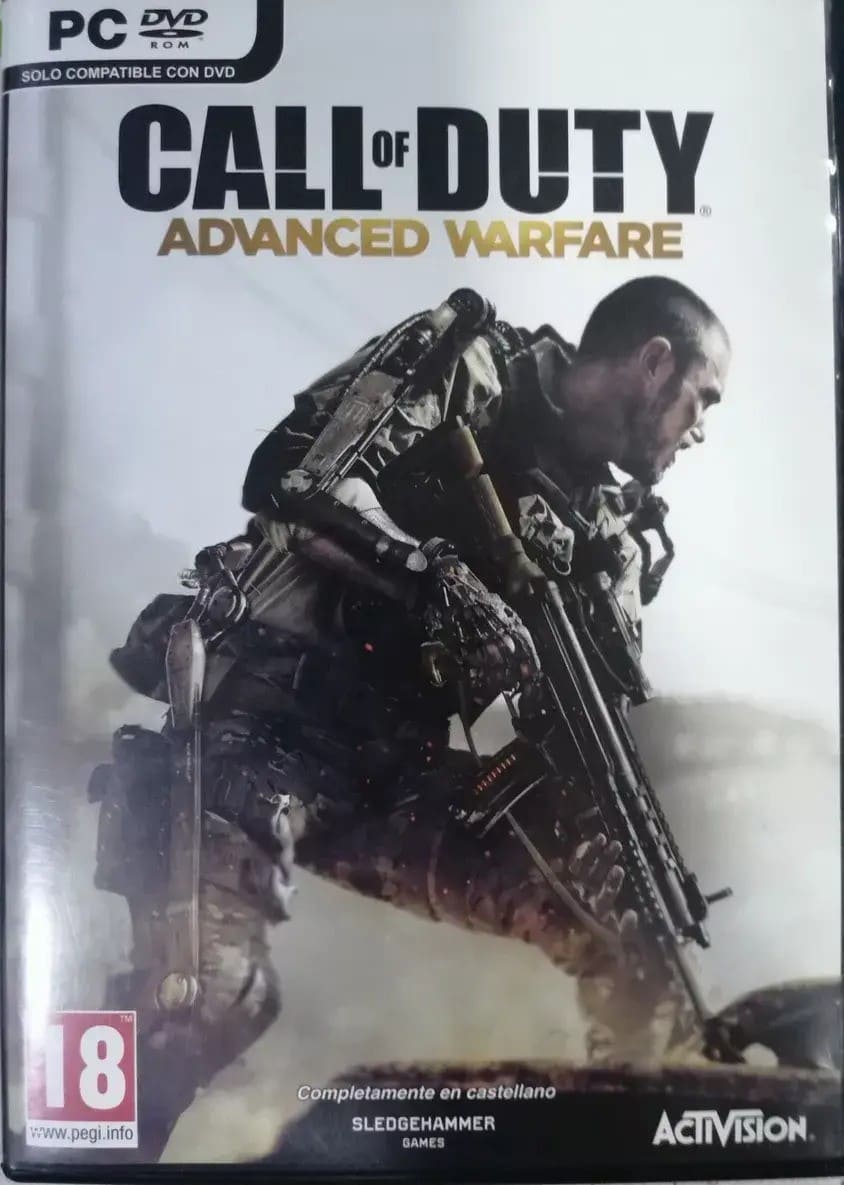 PC DVD
ROM
SOLO COMPATIBLE CON DVD
CALL OF DUTY®
ADVANCED WARFARE
18™
www.pegi.info
Completamente en castellano
SLEDGEHAMMER
GAMES
ACTIVISION.